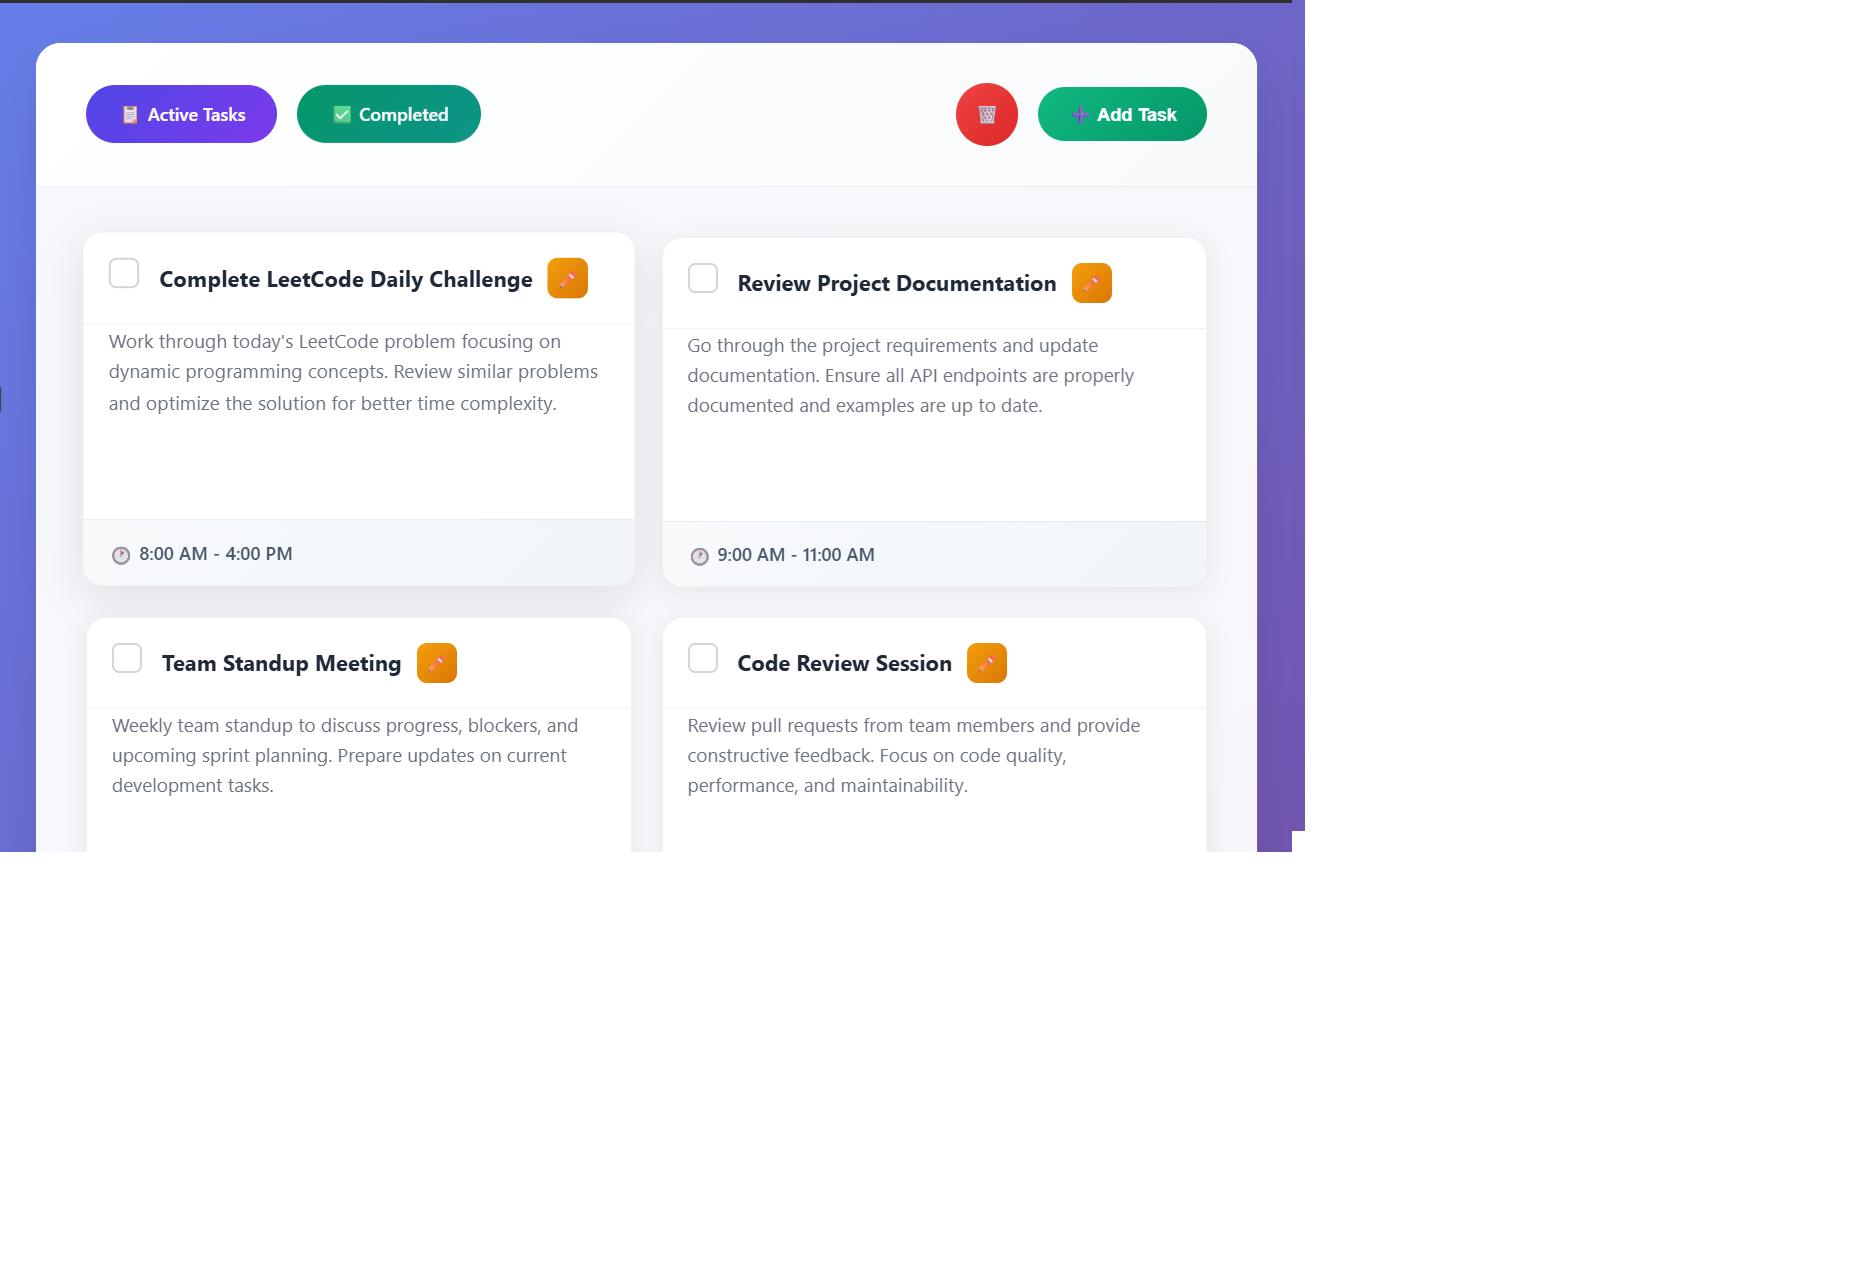 Active Tasks
Completed
Add Task
Complete LeetCode Daily Challenge
Work through today's LeetCode problem focusing on
dynamic programming concepts. Review similar problems
and optimize the solution for better time complexity.
8:00 AM - 4:00 PM
Review Project Documentation
Go through the project requirements and update
documentation. Ensure all API endpoints are properly
documented and examples are up to date.
9:00 AM - 11:00 AM
Team Standup Meeting
Weekly team standup to discuss progress, blockers, and
upcoming sprint planning. Prepare updates on current
development tasks.
Code Review Session
Review pull requests from team members and provide
constructive feedback. Focus on code quality,
performance, and maintainability.